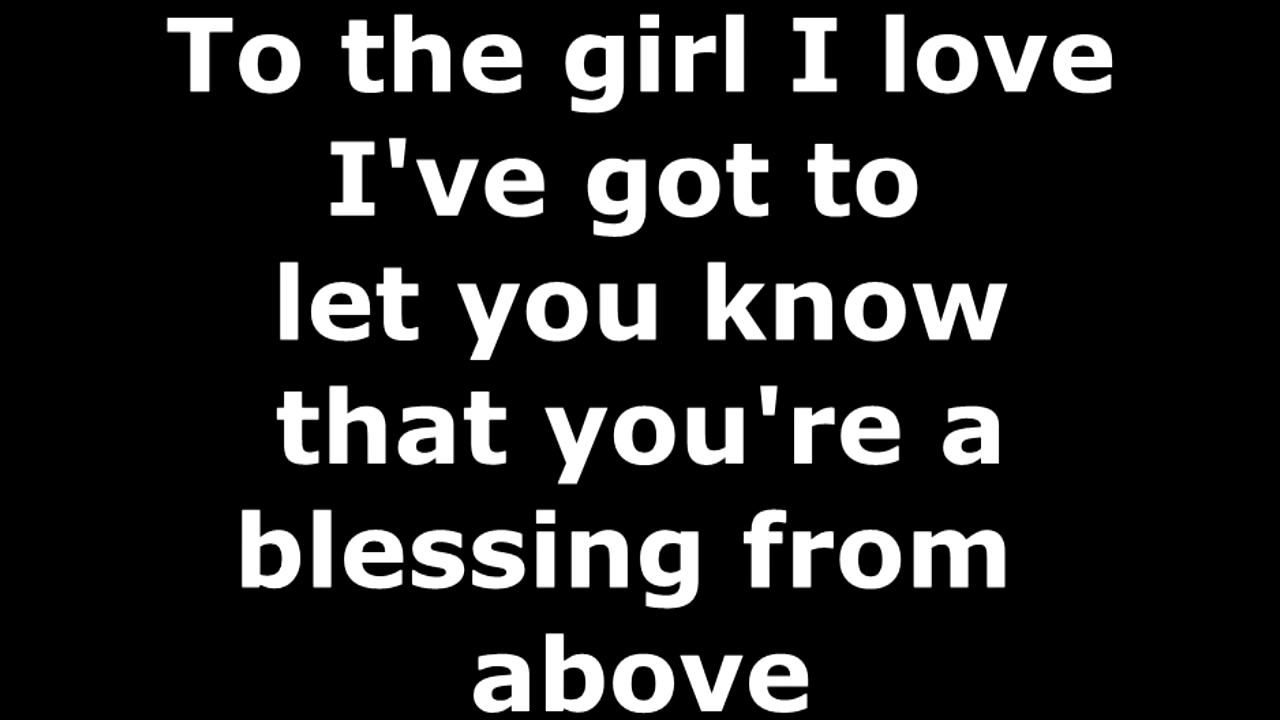 To the girl I love
I've got to
let you know
that you're a
blessing from
above